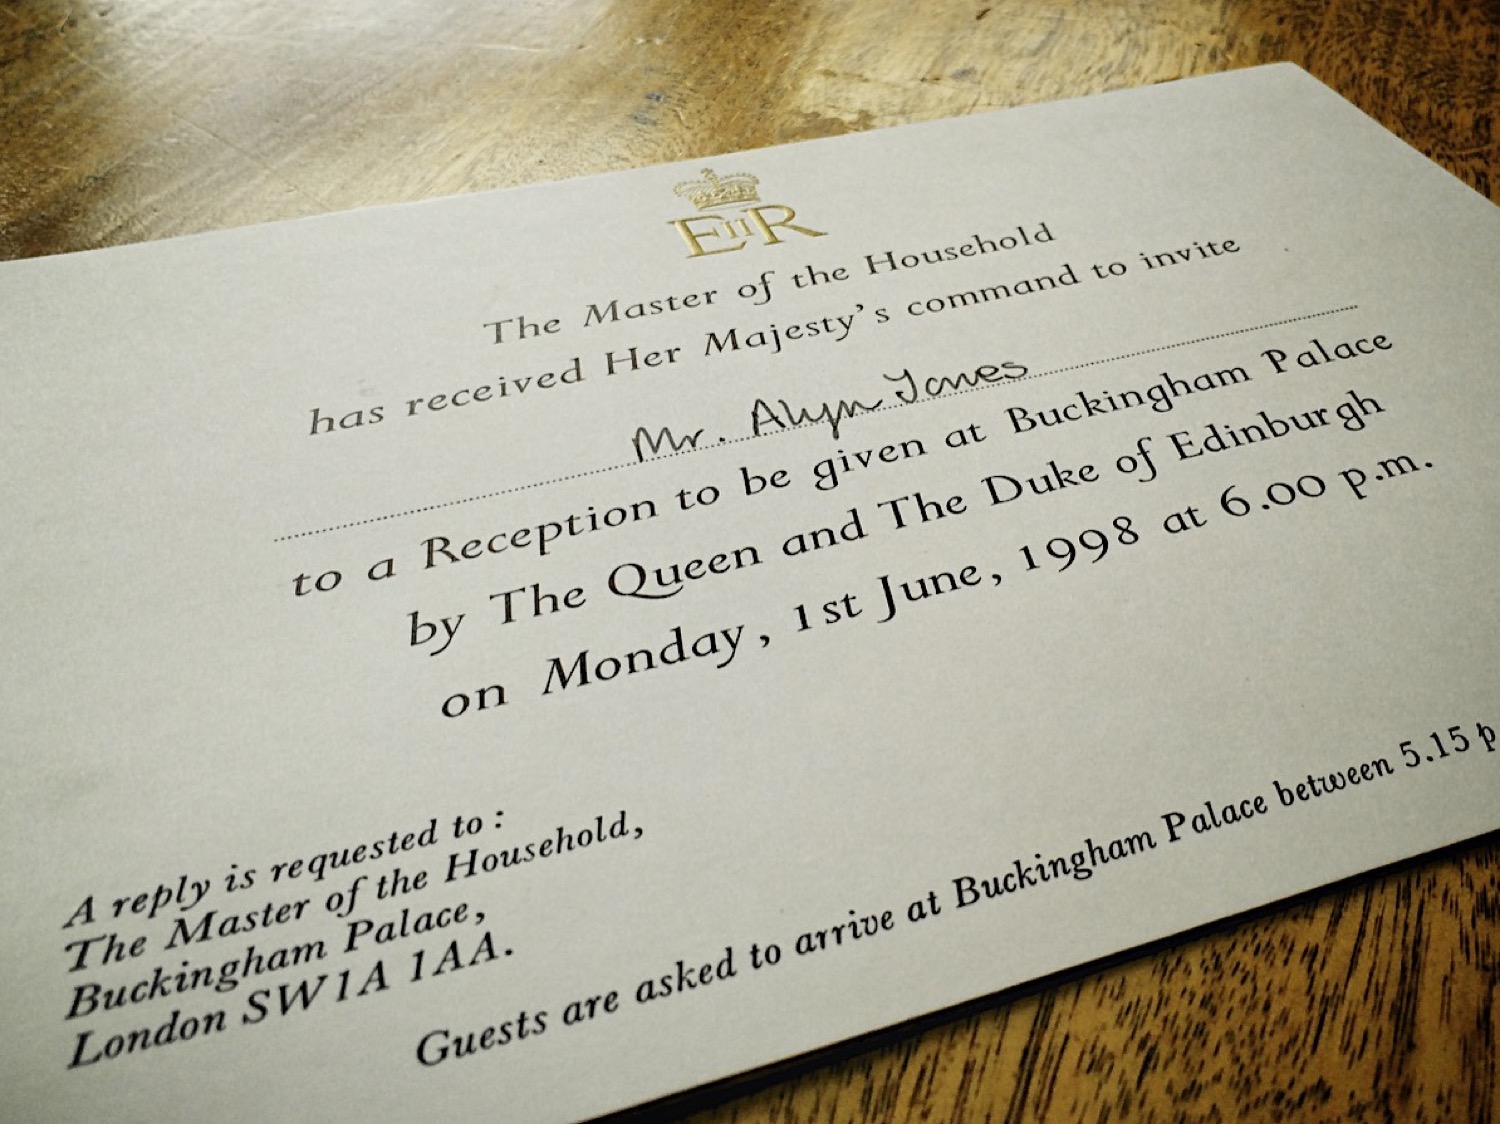 EIIR
The Master of the Household
has received Her Majesty's command to invite
Mr. Alyn Jones
to a Reception to be given at Buckingham Palace
by The Queen and The Duke of Edinburgh
on Monday, 1st June, 1998 at 6.00 p.m.
A reply is requested to:
The Master of the Household,
Buckingham Palace,
London SW1A 1AA.
Guests are asked to arrive at Buckingham Palace between 5.15 p